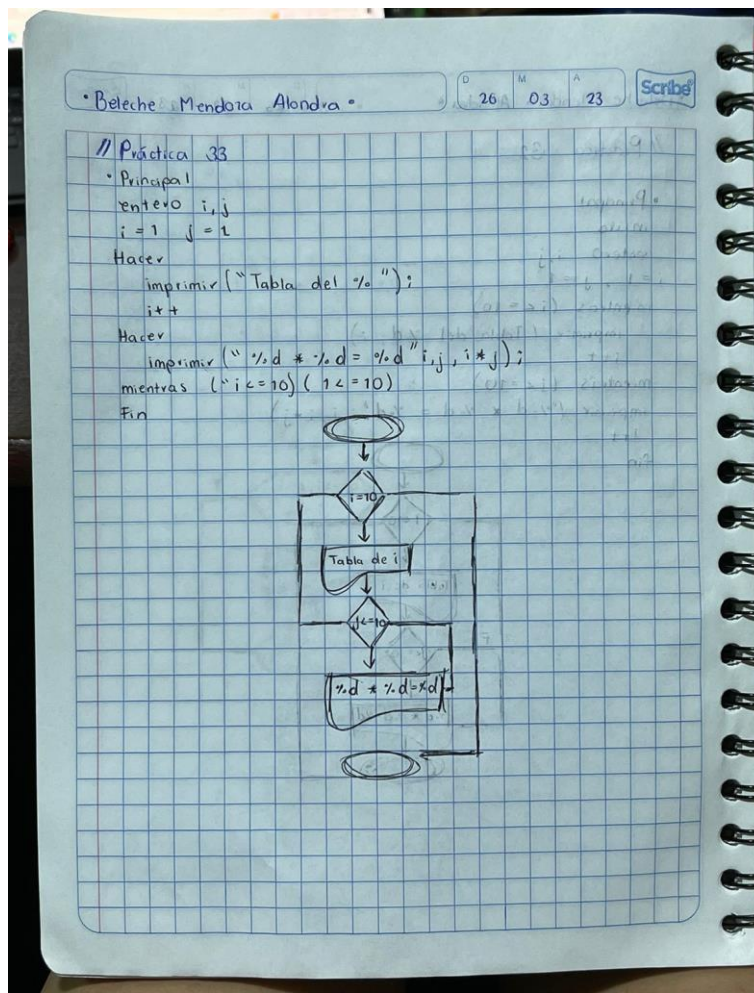 • Beleche Mendoza Alondra •
D 26 M 03 A 23
Scribe
// Práctica 33
• Principal
entero i, j
i = 1 j = 1
Hacer
imprimir ("Tabla del % ");
i++
Hacer
imprimir (" %d * %d = %d" i, j, i * j);
mientras ("i <= 10) ( 1 <= 10)
Fin
i=10
Tabla de i
j<=10
%d * %d = %d